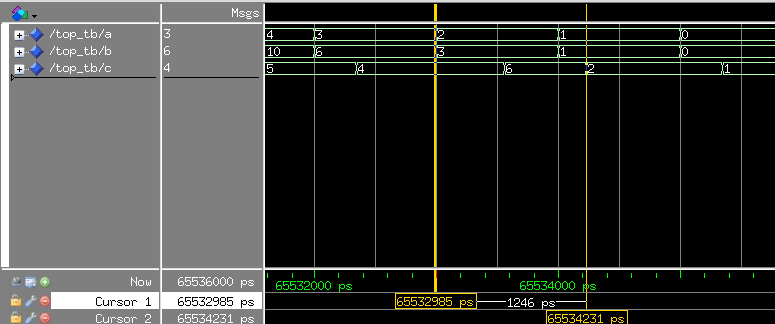 Msgs
/top_tb/a 3 4 3 2 1 0
/top_tb/b 6 10 6 3 1 0
/top_tb/c 4 5 4 6 2 1
Now 65536000 ps 65532000 ps 65534000 ps
Cursor 1 65532985 ps 65532985 ps 1246 ps
Cursor 2 65534231 ps 65534231 ps